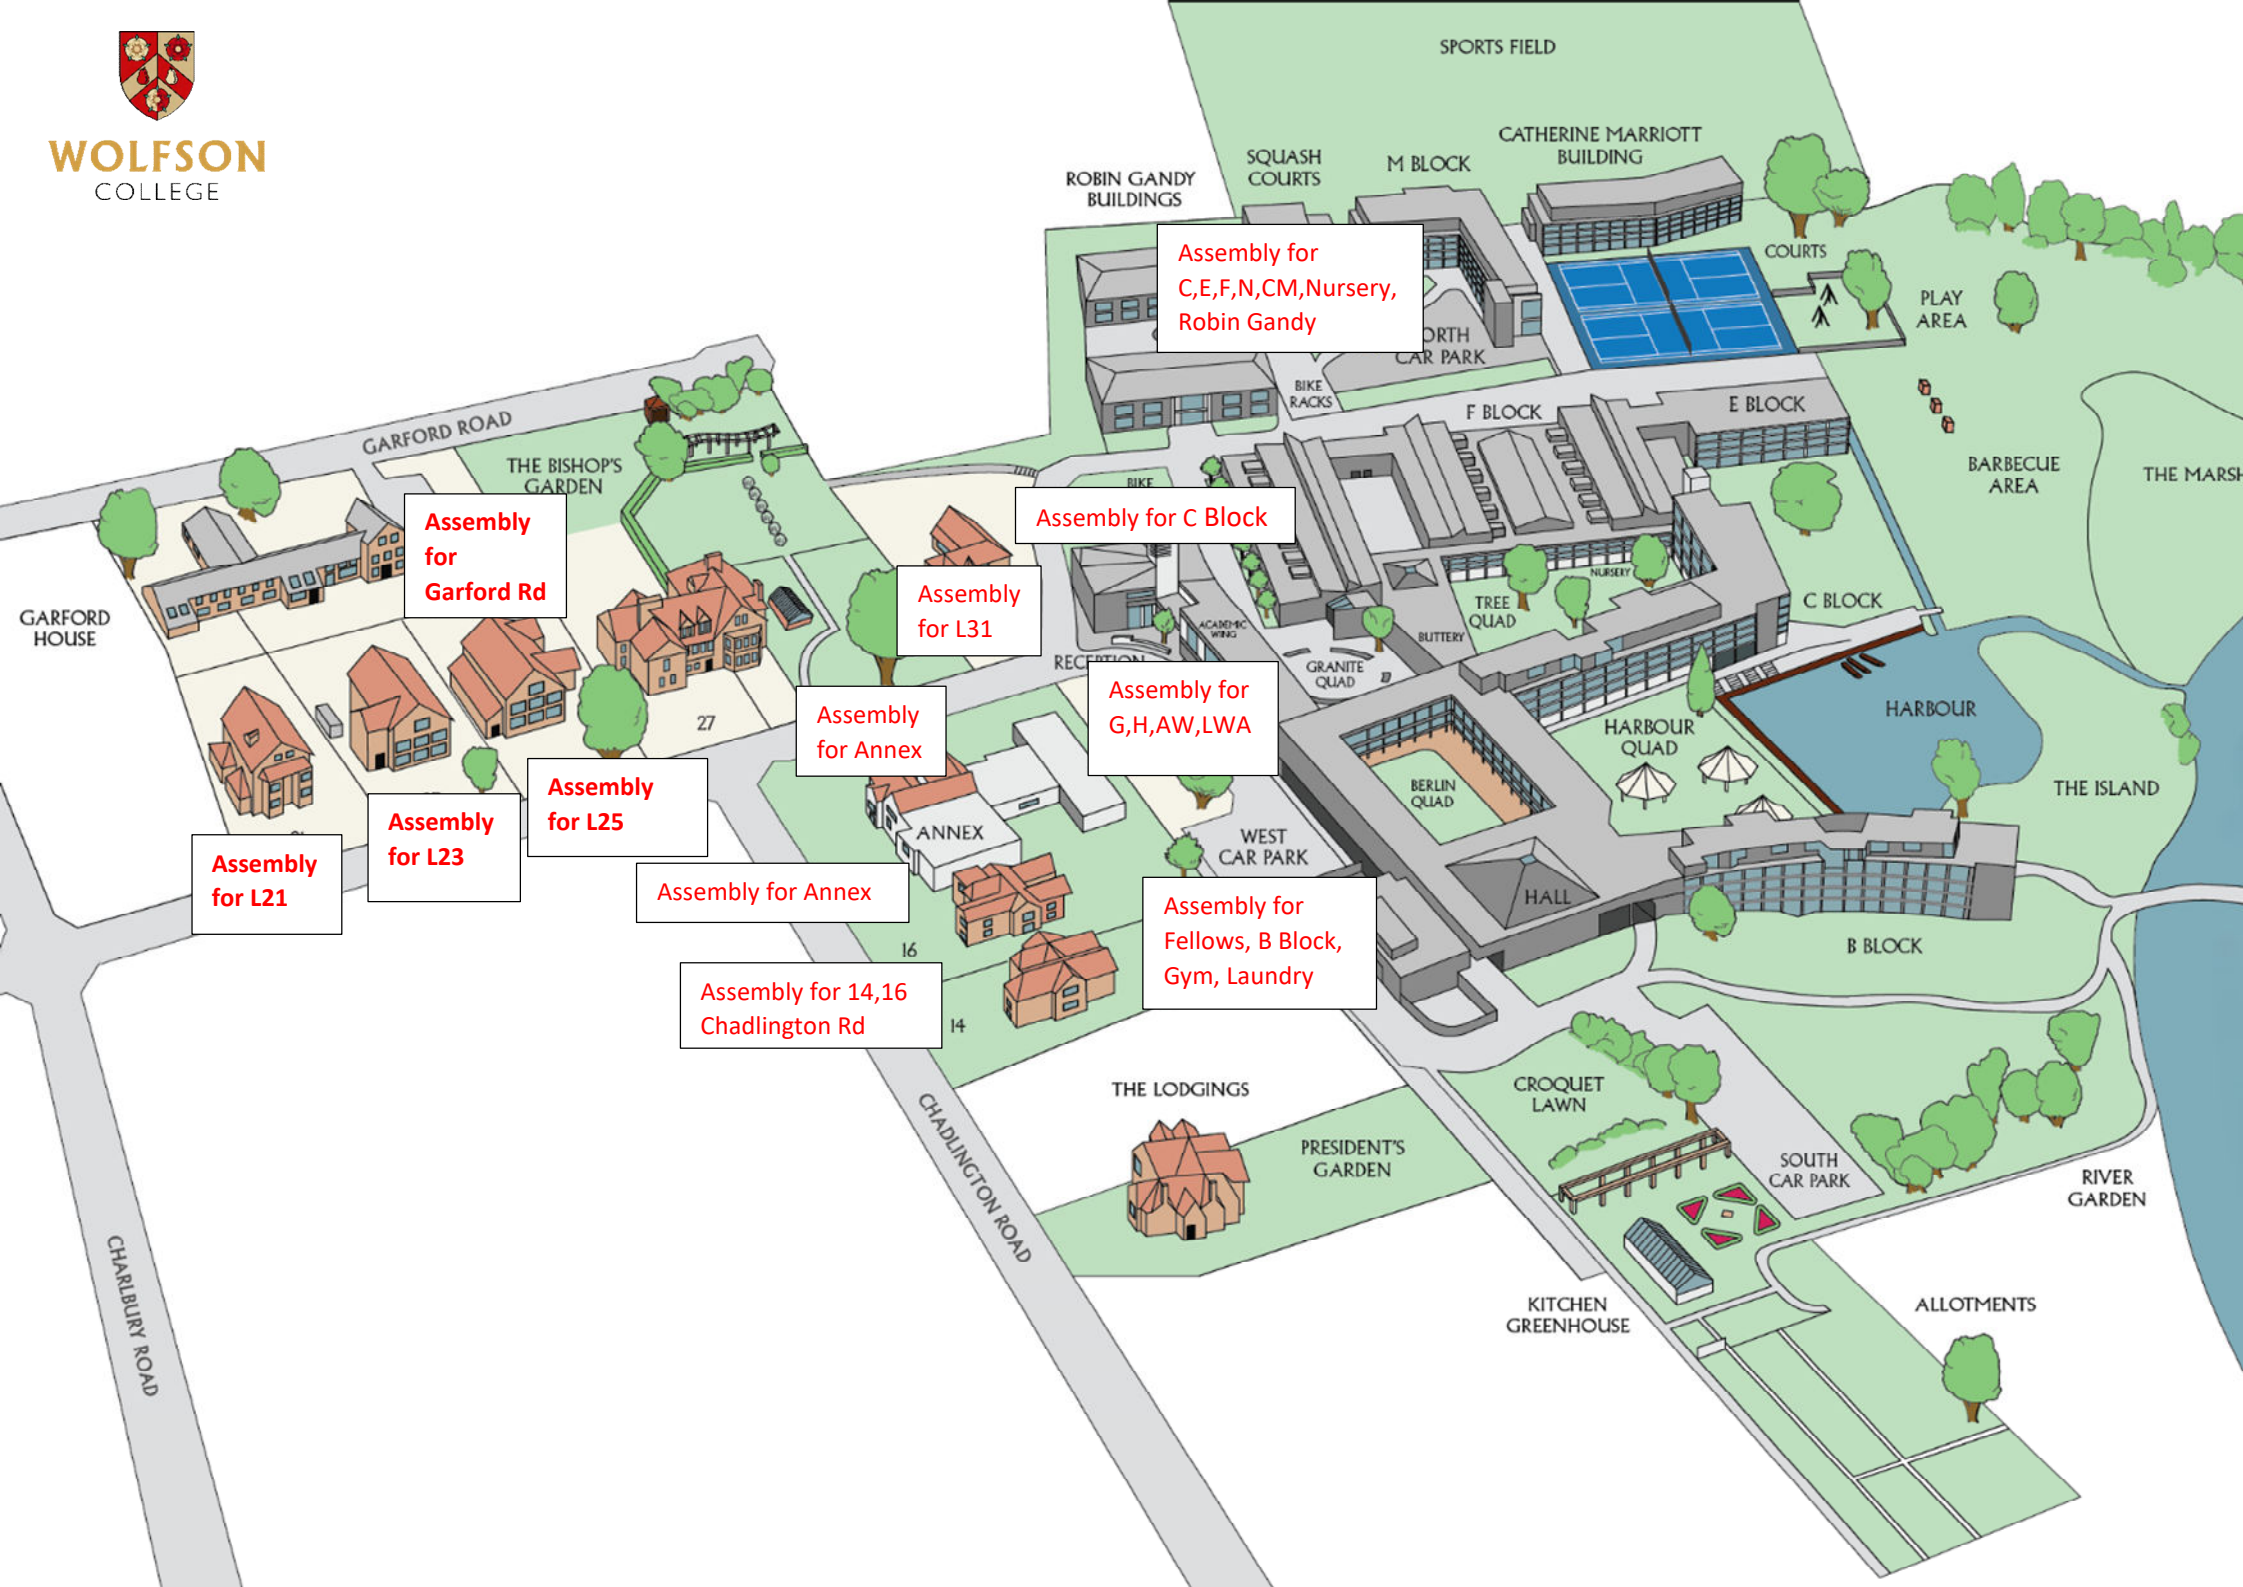 WOLFSON
COLLEGE
SPORTS FIELD
CATHERINE MARRIOTT
BUILDING
SQUASH
COURTS
M BLOCK
ROBIN GANDY
BUILDINGS
Assembly for
C,E,F,N,CM,Nursery,
Robin Gandy
COURTS
PLAY
AREA
CAR PARK
BIKE
RACKS
F BLOCK
E BLOCK
GARFORD ROAD
THE BISHOP'S
GARDEN
BARBECUE
AREA
THE MARSH
BIKE
Assembly
for
Garford Rd
Assembly for C Block
GARFORD
HOUSE
Assembly
for L31
NURSERY
TREE
QUAD
C BLOCK
ACADEMIC
WING
BUTTERY
RECEPTION
GRANITE
QUAD
Assembly for
G,H,AW,LWA
27
Assembly
for Annex
HARBOUR
QUAD
HARBOUR
THE ISLAND
BERLIN
QUAD
Assembly
for L25
Assembly
for L23
Assembly
for L21
ANNEX
WEST
CAR PARK
Assembly for Annex
HALL
Assembly for
Fellows, B Block,
Gym, Laundry
B BLOCK
16
Assembly for 14,16
Chadlington Rd
14
THE LODGINGS
CROQUET
LAWN
PRESIDENT'S
GARDEN
SOUTH
CAR PARK
RIVER
GARDEN
CHADLINGTON ROAD
CHARLBURY ROAD
KITCHEN
GREENHOUSE
ALLOTMENTS